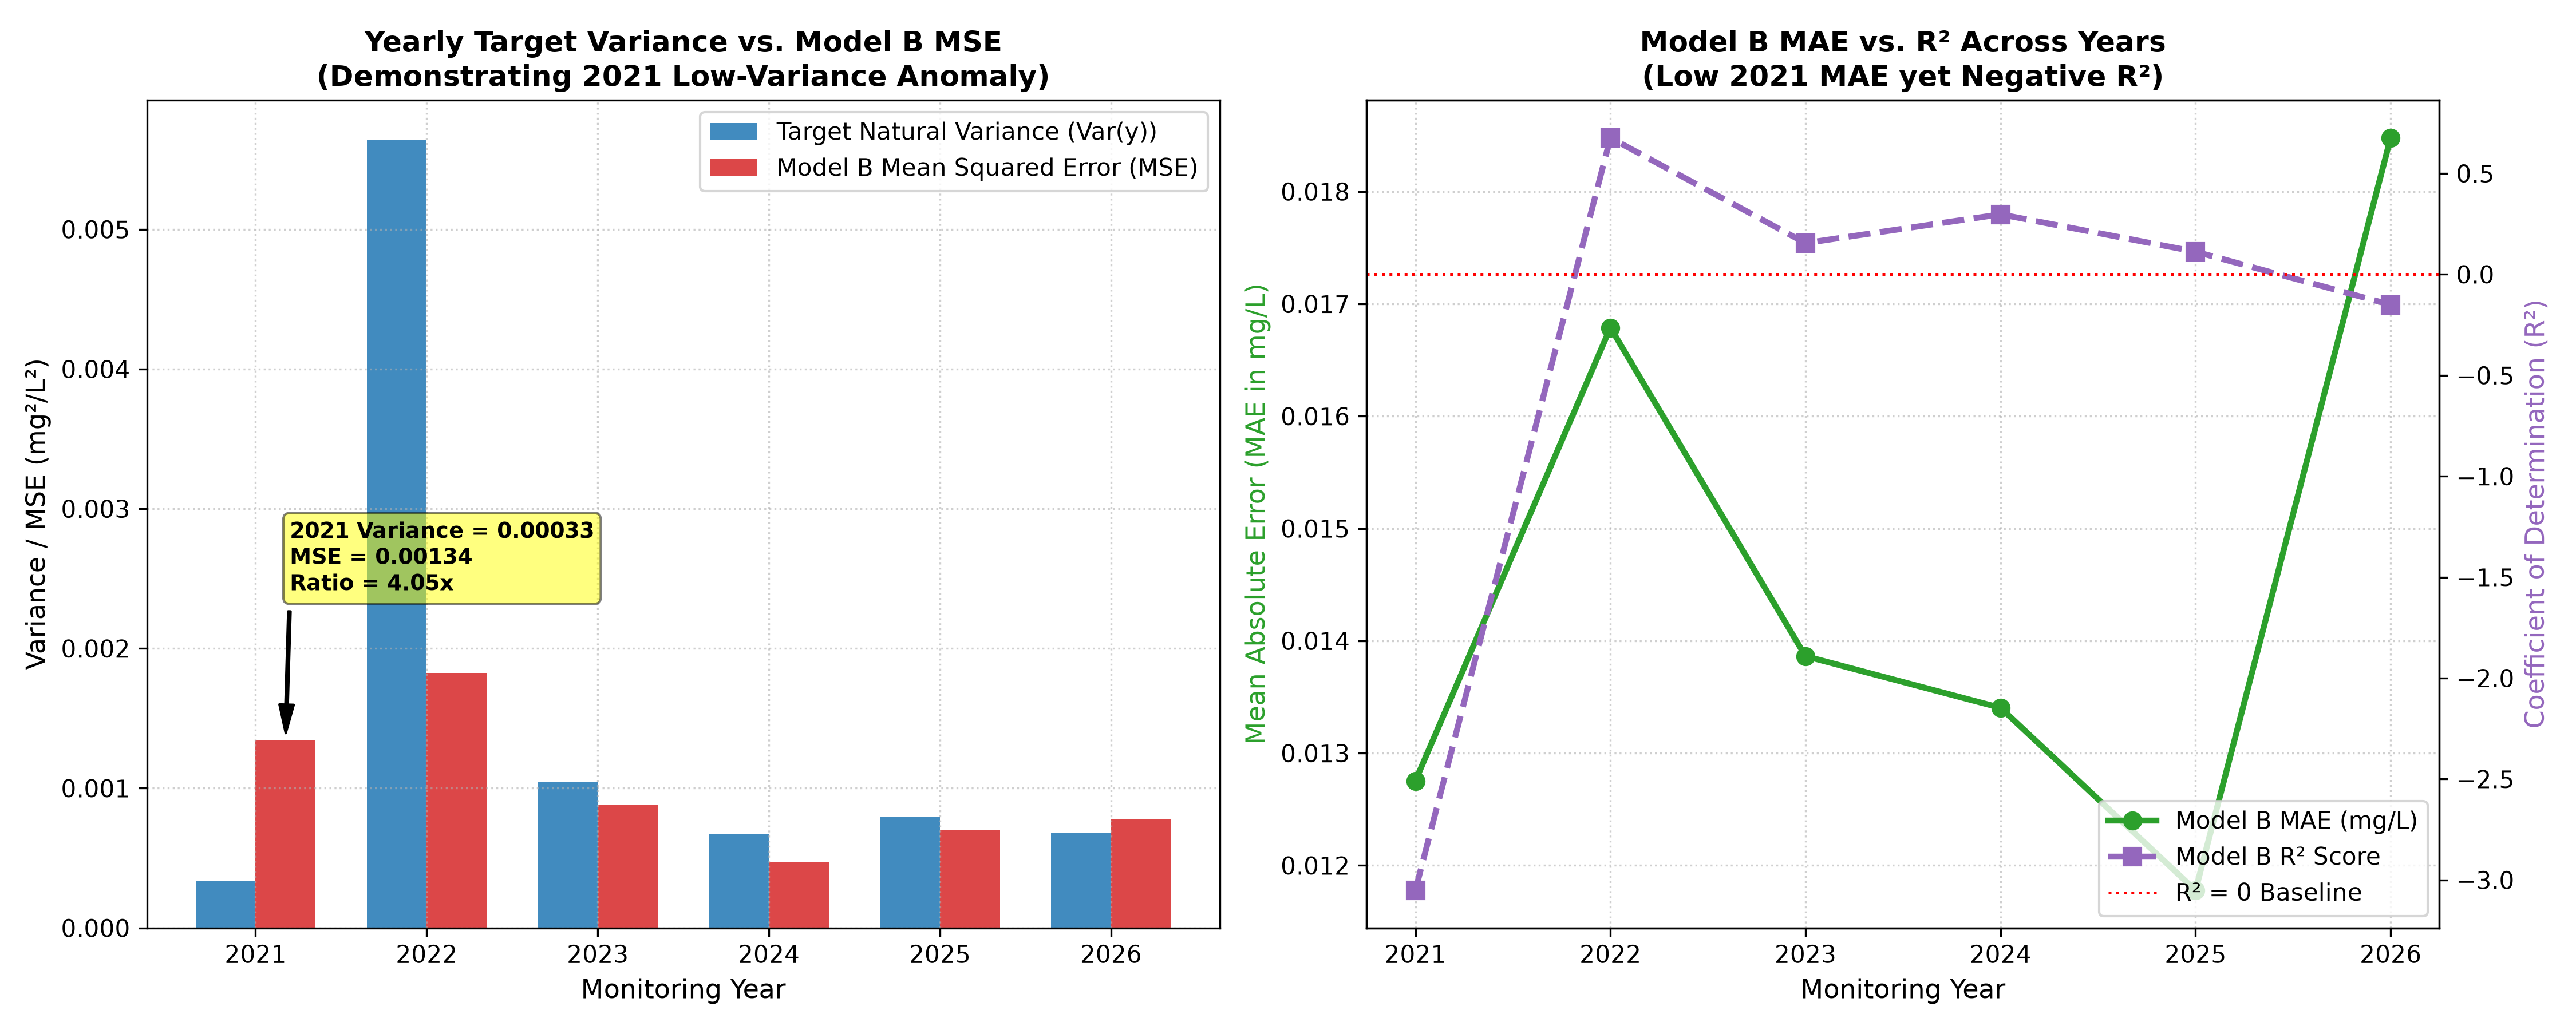 Yearly Target Variance vs. Model B MSE
(Demonstrating 2021 Low-Variance Anomaly)
Target Natural Variance (Var(y))
Model B Mean Squared Error (MSE)
Variance / MSE (mg²/L²)
0.005
0.004
0.003
0.002
0.001
0.000
2021 Variance = 0.00033
MSE = 0.00134
Ratio = 4.05x
2021
2022
2023
2024
2025
2026
Monitoring Year
Model B MAE vs. R² Across Years
(Low 2021 MAE yet Negative R²)
Mean Absolute Error (MAE in mg/L)
0.018
0.017
0.016
0.015
0.014
0.013
0.012
0.5
0.0
−0.5
−1.0
−1.5
−2.0
−2.5
−3.0
Coefficient of Determination (R²)
Model B MAE (mg/L)
Model B R² Score
R² = 0 Baseline
2021
2022
2023
2024
2025
2026
Monitoring Year